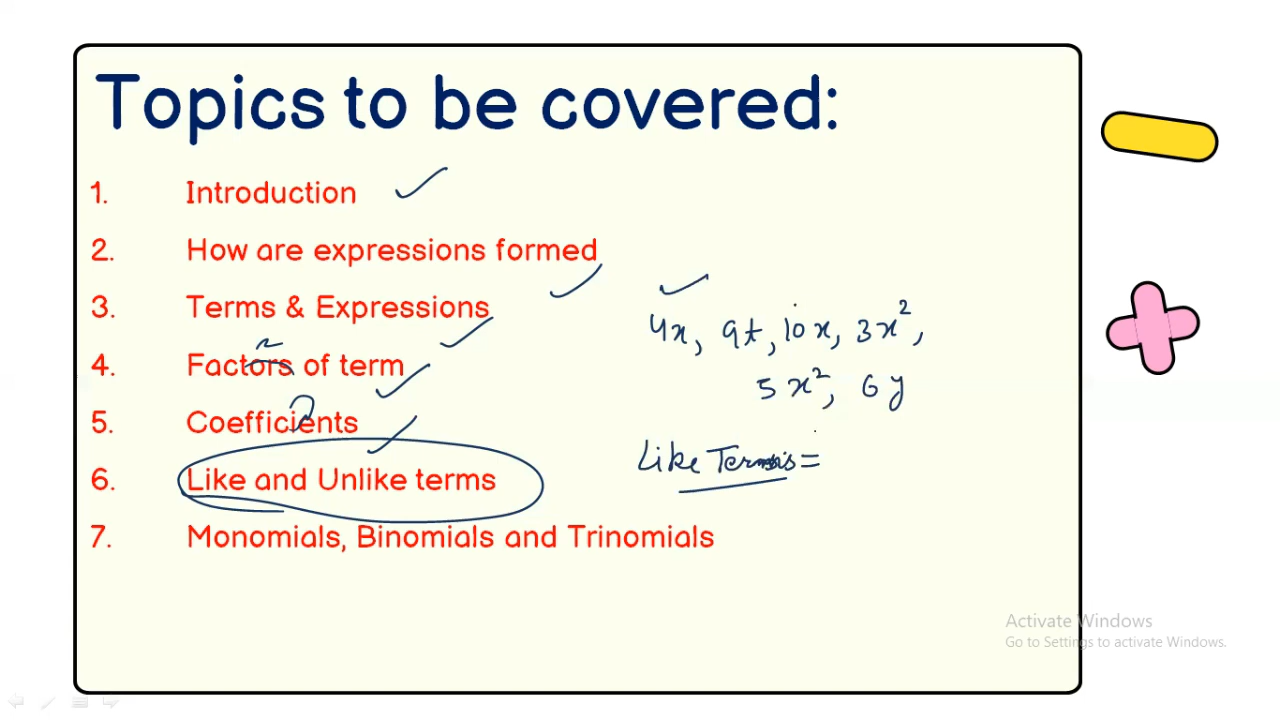 Topics to be covered:
1. Introduction
2. How are expressions formed
3. Terms & Expressions
4. Factors of term
5. Coefficients
6. Like and Unlike terms
7. Monomials, Binomials and Trinomials
4x, 9t, 10x, 3x²,
5x², 6y
Like Terms =
Activate Windows
Go to Settings to activate Windows.